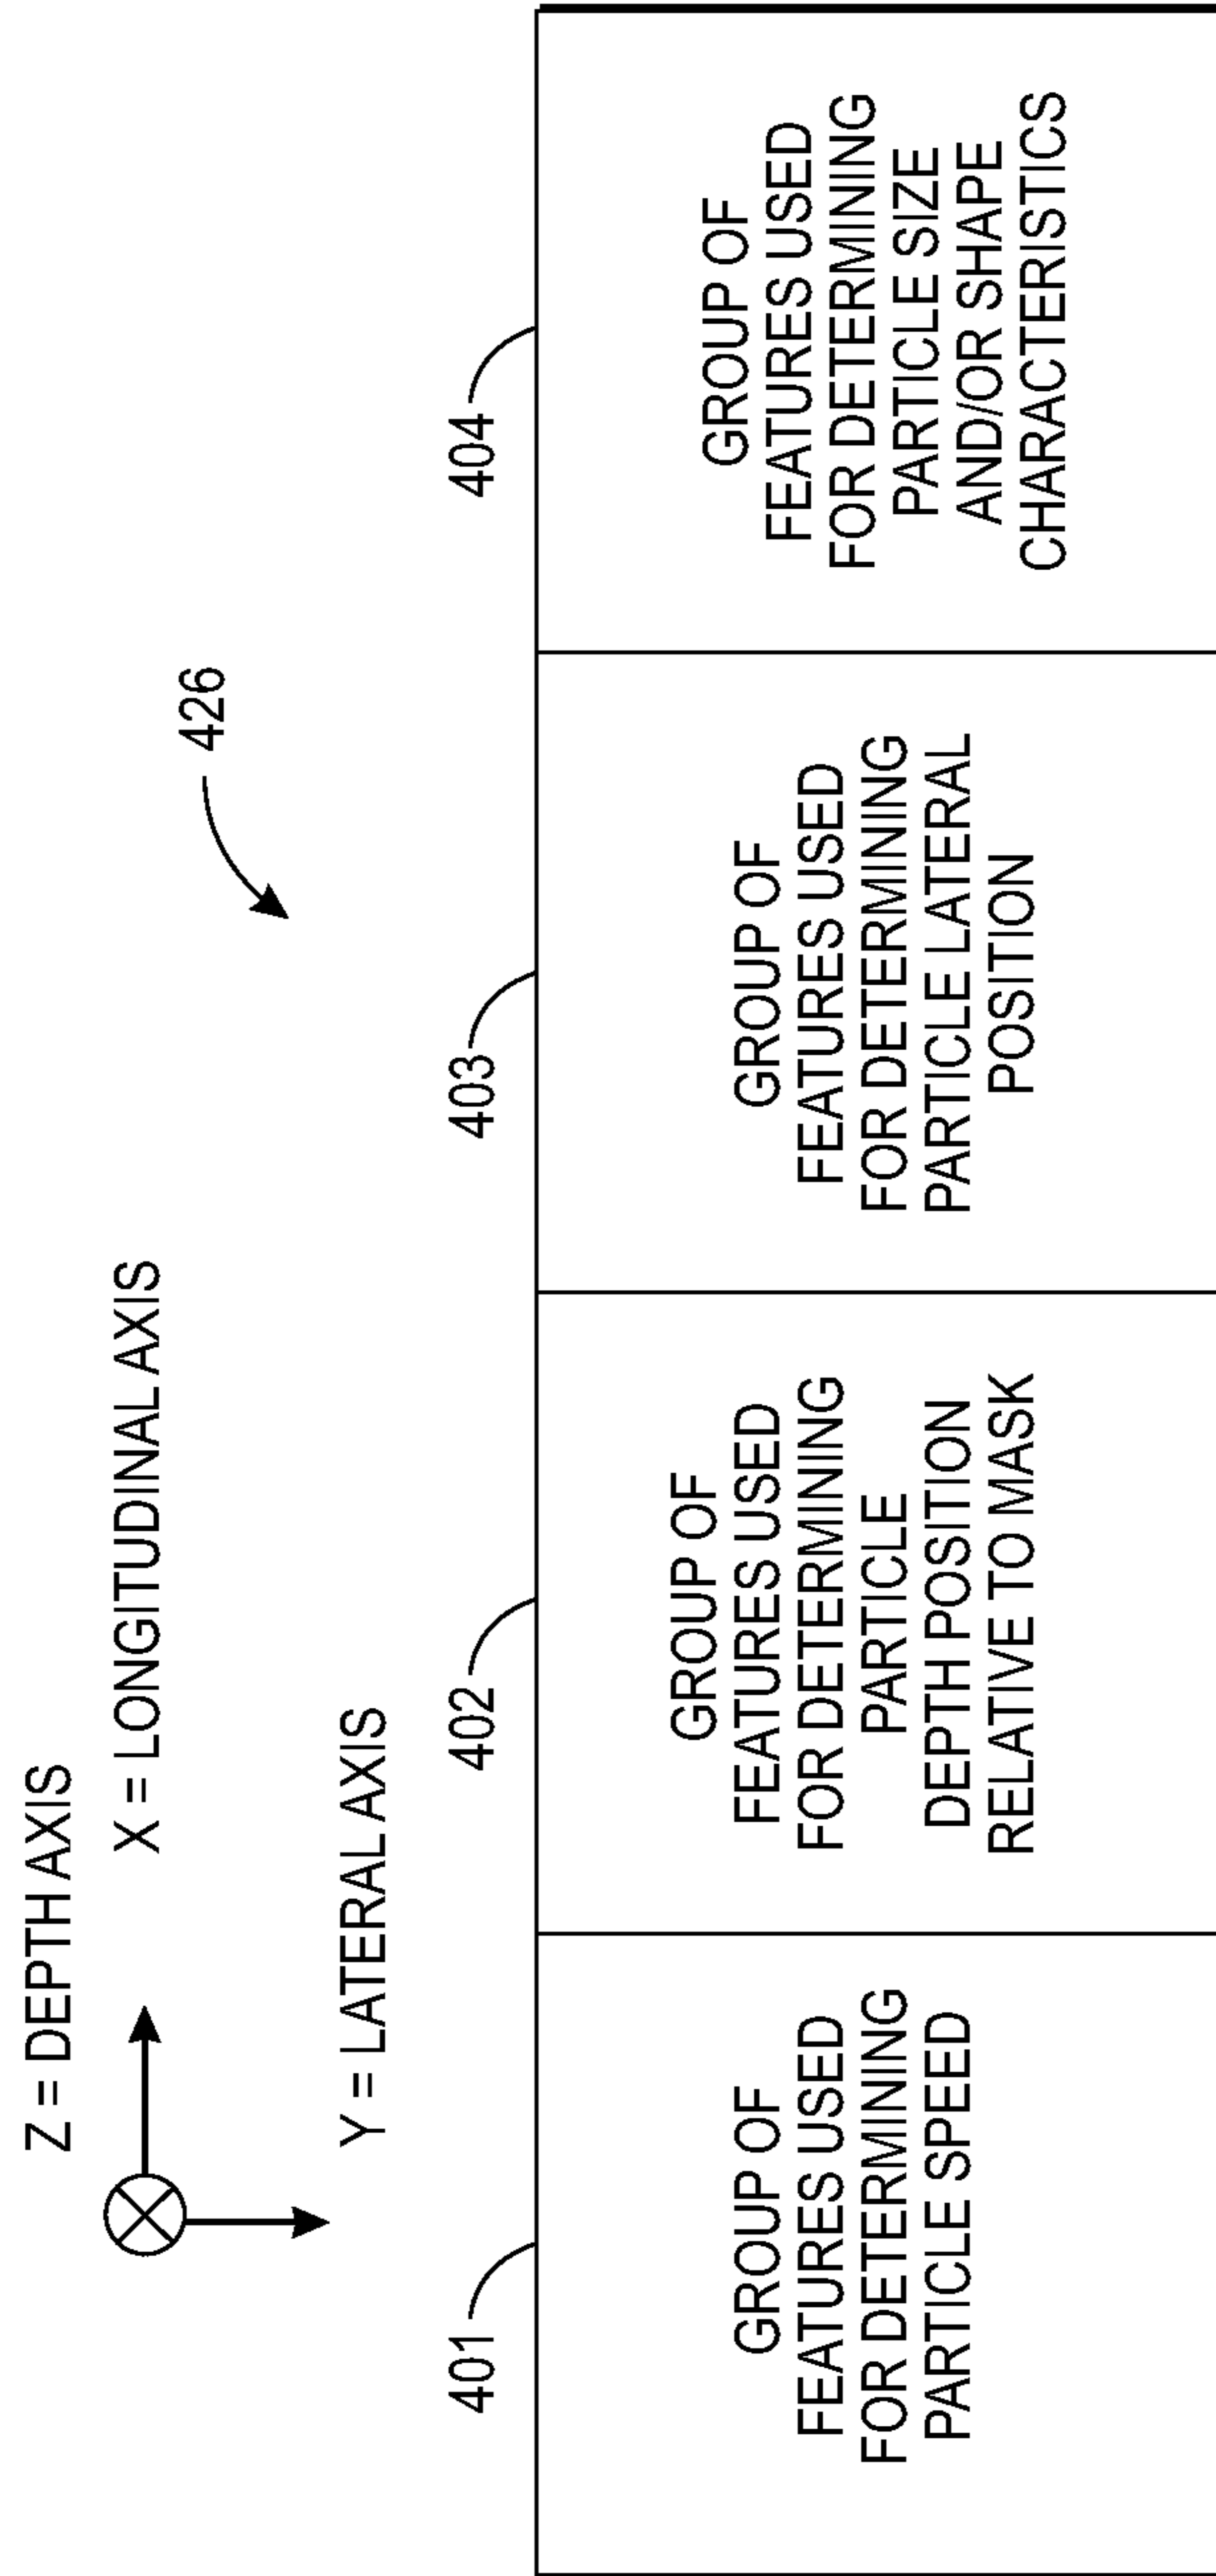 Z = DEPTH AXIS
X = LONGITUDINAL AXIS
Y = LATERAL AXIS
426
401
402
403
404
GROUP OF
FEATURES USED
FOR DETERMINING
PARTICLE SPEED
GROUP OF
FEATURES USED
FOR DETERMINING
PARTICLE
DEPTH POSITION
RELATIVE TO MASK
GROUP OF
FEATURES USED
FOR DETERMINING
PARTICLE LATERAL
POSITION
GROUP OF
FEATURES USED
FOR DETERMINING
PARTICLE SIZE
AND/OR SHAPE
CHARACTERISTICS